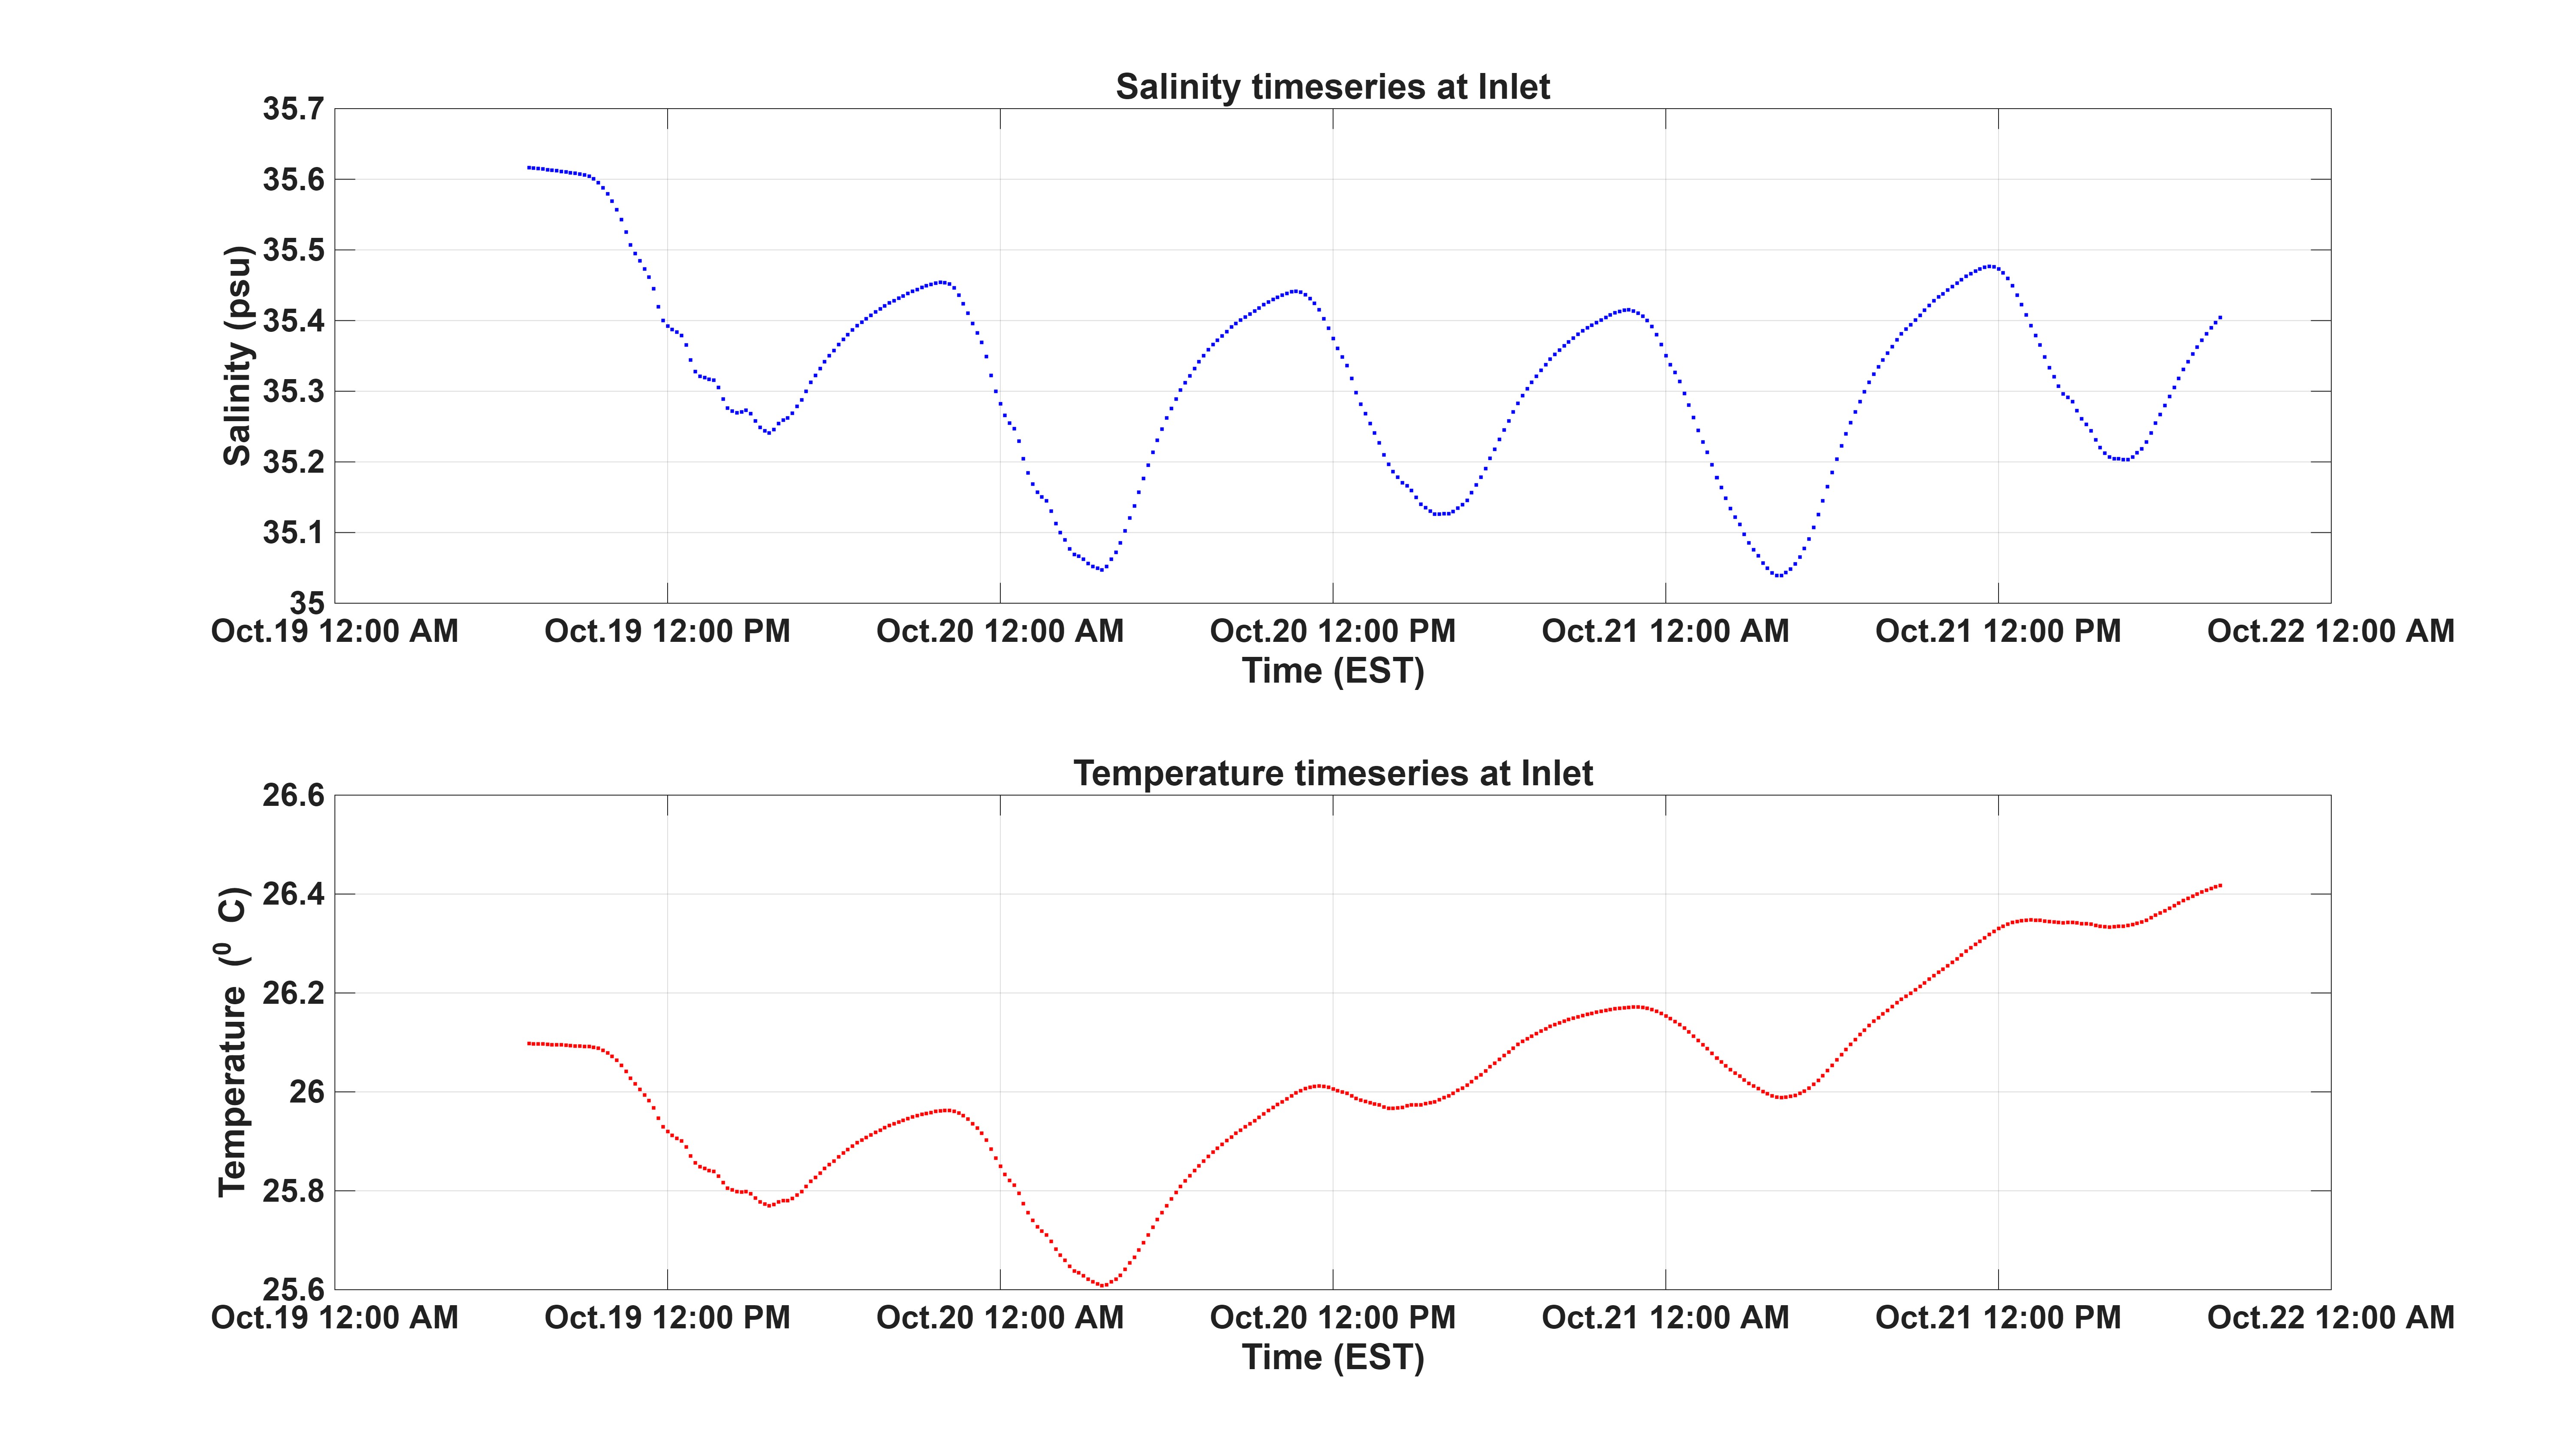 Salinity timeseries at Inlet
Salinity (psu)
35.7
35.6
35.5
35.4
35.3
35.2
35.1
35
Oct.19 12:00 AM Oct.19 12:00 PM Oct.20 12:00 AM Oct.20 12:00 PM Oct.21 12:00 AM Oct.21 12:00 PM Oct.22 12:00 AM
Time (EST)
Temperature timeseries at Inlet
Temperature (⁰ C)
26.6
26.4
26.2
26
25.8
25.6
Oct.19 12:00 AM Oct.19 12:00 PM Oct.20 12:00 AM Oct.20 12:00 PM Oct.21 12:00 AM Oct.21 12:00 PM Oct.22 12:00 AM
Time (EST)